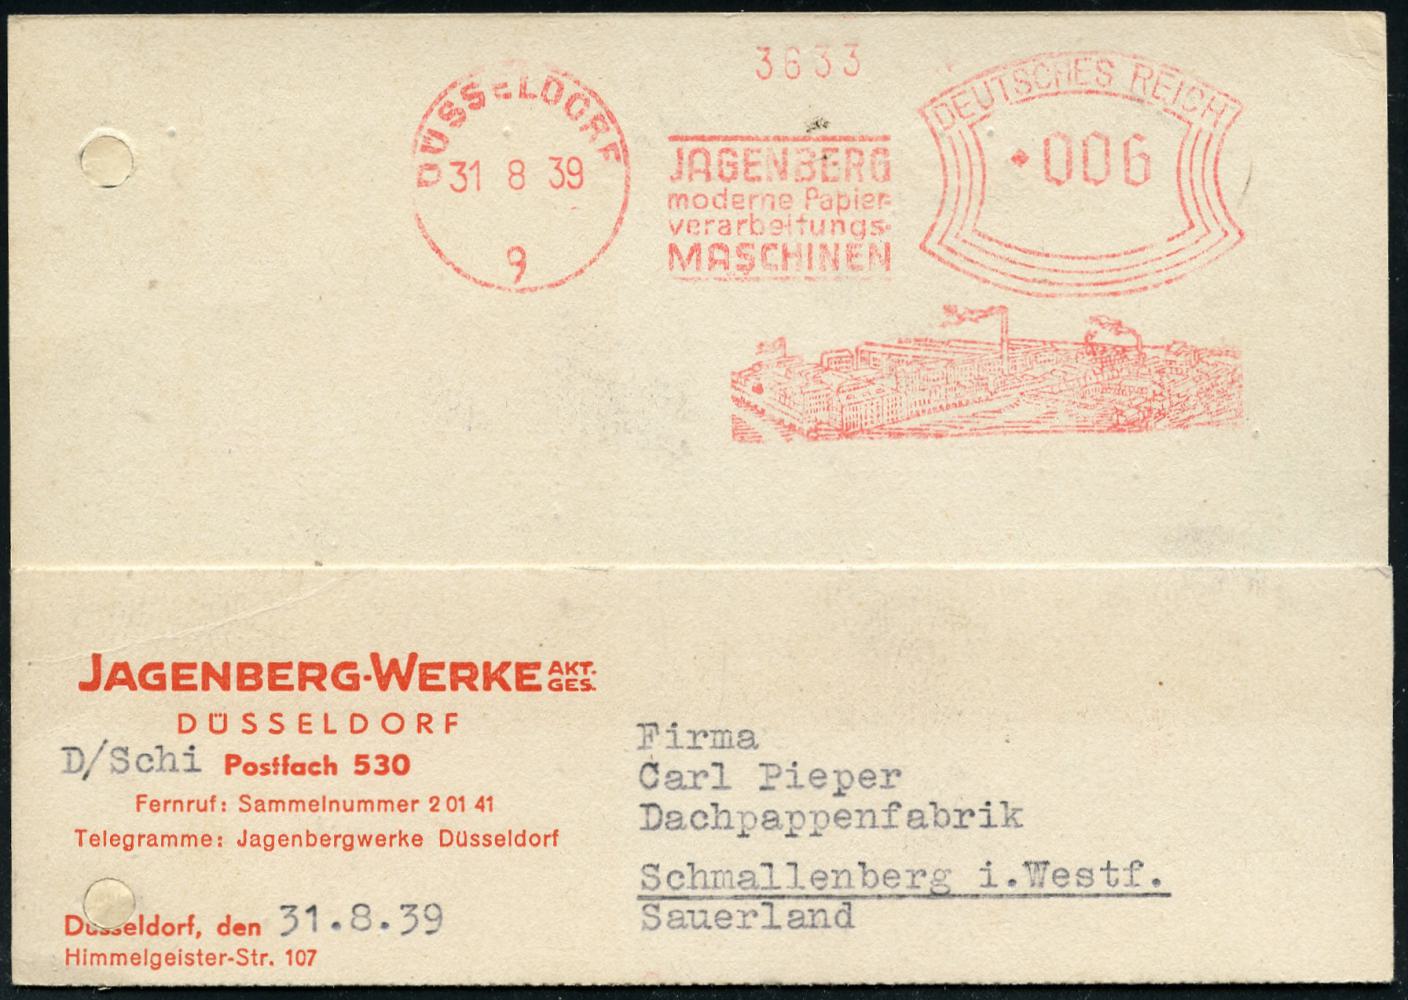 3633
DÜSSELDORF
31 8 39
9
JAGENBERG
moderne Papier-
verarbeitungs-
MASCHINEN
DEUTSCHES REICH
006
JAGENBERG-WERKE AKT. GES.
DÜSSELDORF
D/Schi Postfach 530
Fernruf: Sammelnummer 2 01 41
Telegramme: Jagenbergwerke Düsseldorf
Düsseldorf, den 31.8.39
Himmelgeister-Str. 107
Firma
Carl Pieper
Dachpappenfabrik
Schmallenberg i.Westf.
Sauerland